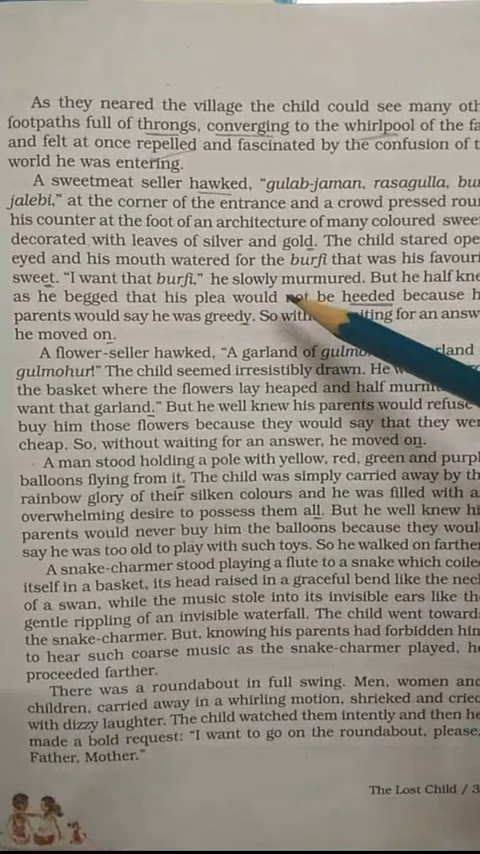 As they neared the village the child could see many oth
footpaths full of throngs, converging to the whirlpool of the fa
and felt at once repelled and fascinated by the confusion of t
world he was entering.
A sweetmeat seller hawked, "gulab-jaman, rasagulla, bur
jalebi," at the corner of the entrance and a crowd pressed rou
his counter at the foot of an architecture of many coloured swee
decorated with leaves of silver and gold. The child stared ope
eyed and his mouth watered for the burfi that was his favouri
sweet. "I want that burfi," he slowly murmured. But he half kne
as he begged that his plea would not be heeded because h
parents would say he was greedy. So with iting for an answ
he moved on.
A flower-seller hawked, "A garland of gulmo rland
gulmohur!" The child seemed irresistibly drawn. He w
the basket where the flowers lay heaped and half murm
want that garland." But he well knew his parents would refuse
buy him those flowers because they would say that they wer
cheap. So, without waiting for an answer, he moved on.
A man stood holding a pole with yellow, red, green and purpl
balloons flying from it. The child was simply carried away by th
rainbow glory of their silken colours and he was filled with a
overwhelming desire to possess them all. But he well knew hi
parents would never buy him the balloons because they woul
say he was too old to play with such toys. So he walked on farthe
A snake-charmer stood playing a flute to a snake which coile
itself in a basket, its head raised in a graceful bend like the nec
of a swan, while the music stole into its invisible ears like th
gentle rippling of an invisible waterfall. The child went toward
the snake-charmer. But, knowing his parents had forbidden him
to hear such coarse music as the snake-charmer played, he
proceeded farther.
There was a roundabout in full swing. Men, women and
children, carried away in a whirling motion, shrieked and cried
with dizzy laughter. The child watched them intently and then he
made a bold request: "I want to go on the roundabout, please,
Father, Mother."
The Lost Child / 3